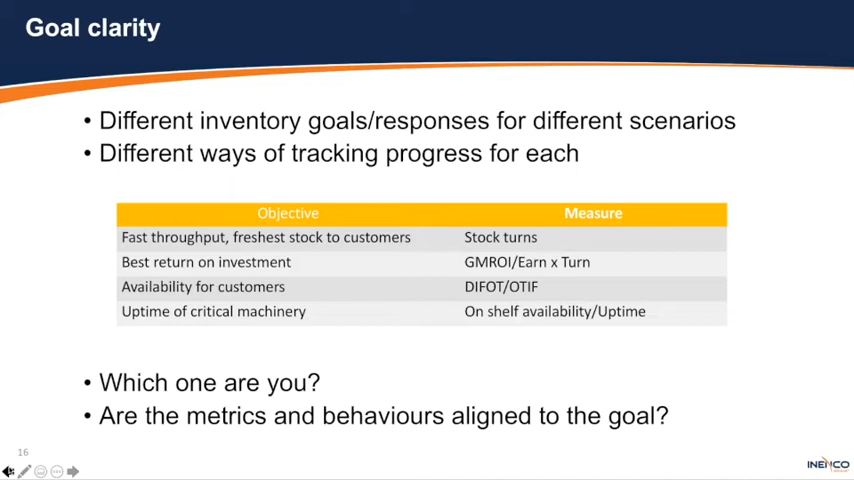 Goal clarity
• Different inventory goals/responses for different scenarios
• Different ways of tracking progress for each
Objective Measure
Fast throughput, freshest stock to customers Stock turns
Best return on investment GMROI/Earn x Turn
Availability for customers DIFOT/OTIF
Uptime of critical machinery On shelf availability/Uptime
• Which one are you?
• Are the metrics and behaviours aligned to the goal?
16
INENCO